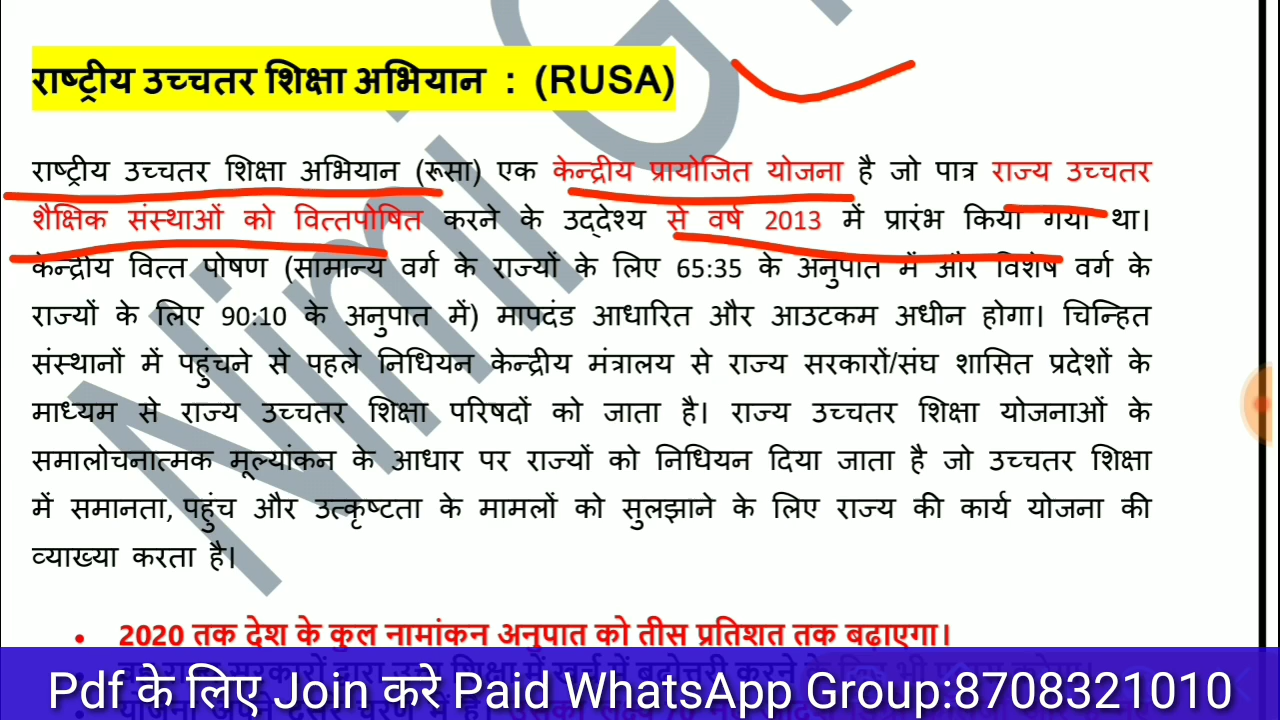 राष्ट्रीय उच्चतर शिक्षा अभियान : (RUSA)
राष्ट्रीय उच्चतर शिक्षा अभियान (रूसा) एक केन्द्रीय प्रायोजित योजना है जो पात्र राज्य उच्चतर
शैक्षिक संस्थाओं को वित्तपोषित करने के उद्देश्य से वर्ष 2013 में प्रारंभ किया गया था।
केन्द्रीय वित्त पोषण (सामान्य वर्ग के राज्यों के लिए 65:35 के अनुपात में और विशेष वर्ग के
राज्यों के लिए 90:10 के अनुपात में) मापदंड आधारित और आउटकम अधीन होगा। चिन्हित
संस्थानों में पहुंचने से पहले निधियन केन्द्रीय मंत्रालय से राज्य सरकारों/संघ शासित प्रदेशों के
माध्यम से राज्य उच्चतर शिक्षा परिषदों को जाता है। राज्य उच्चतर शिक्षा योजनाओं के
समालोचनात्मक मूल्यांकन के आधार पर राज्यों को निधियन दिया जाता है जो उच्चतर शिक्षा
में समानता, पहुंच और उत्कृष्टता के मामलों को सुलझाने के लिए राज्य की कार्य योजना की
व्याख्या करता है।
• 2020 तक देश के कुल नामांकन अनुपात को तीस प्रतिशत तक बढ़ाएगा।
Pdf के लिए Join करे Paid WhatsApp Group:8708321010
Nimi G